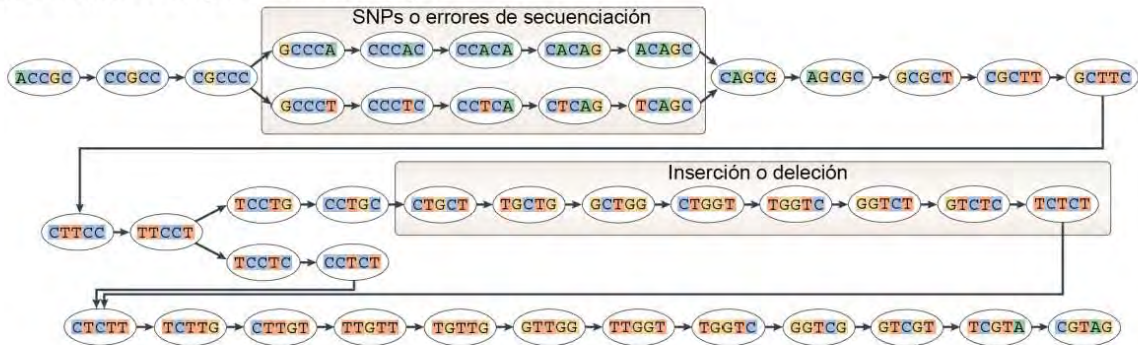 SNPs o errores de secuenciación
GCCCA CCCAC CCACA CACAG ACAGC
ACCGC CCGCC CGCCC CAGCG AGCGC GCGCT CGCTT GCTTC
GCCCT CCCTC CCTCA CTCAG TCAGC
Inserción o deleción
TCCTG CCTGC CTGCT TGCTG GCTGG CTGGT TGGTC GGTCT GTCTC TCTCT
CTTCC TTCCT
TCCTC CCTCT
CTCTT TCTTG CTTGT TTGTT TGTTG GTTGG TTGGT TGGTC GGTCG GTCGT TCGTA CGTAG